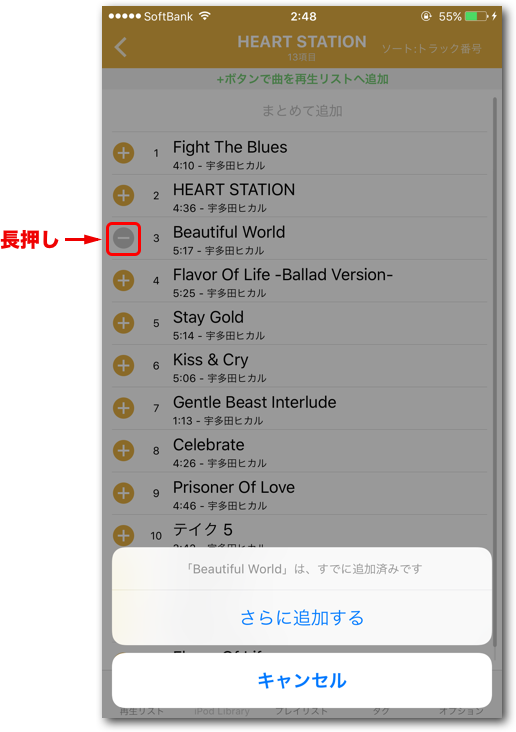 SoftBank 2:48 55%
HEART STATION
13項目
ソート:トラック番号
+ボタンで曲を再生リストへ追加
まとめて追加
1 Fight The Blues
4:10 - 宇多田ヒカル
2 HEART STATION
4:36 - 宇多田ヒカル
長押し
3 Beautiful World
5:17 - 宇多田ヒカル
4 Flavor Of Life -Ballad Version-
5:25 - 宇多田ヒカル
5 Stay Gold
5:14 - 宇多田ヒカル
6 Kiss & Cry
5:06 - 宇多田ヒカル
7 Gentle Beast Interlude
1:13 - 宇多田ヒカル
8 Celebrate
4:26 - 宇多田ヒカル
9 Prisoner Of Love
4:46 - 宇多田ヒカル
10 テイク 5
「Beautiful World」は、すでに追加済みです
さらに追加する
キャンセル
再生リスト iPod Library プレイリスト タグ オプション